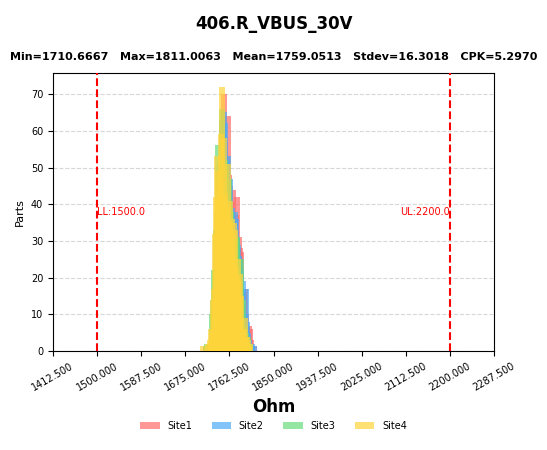 406.R_VBUS_30V
Min=1710.6667 Max=1811.0063 Mean=1759.0513 Stdev=16.3018 CPK=5.2970
70
60
50
40
30
20
10
0
Parts
LL:1500.0
UL:2200.0
1412.500 1500.000 1587.500 1675.000 1762.500 1850.000 1937.500 2025.000 2112.500 2200.000 2287.500
Ohm
Site1 Site2 Site3 Site4